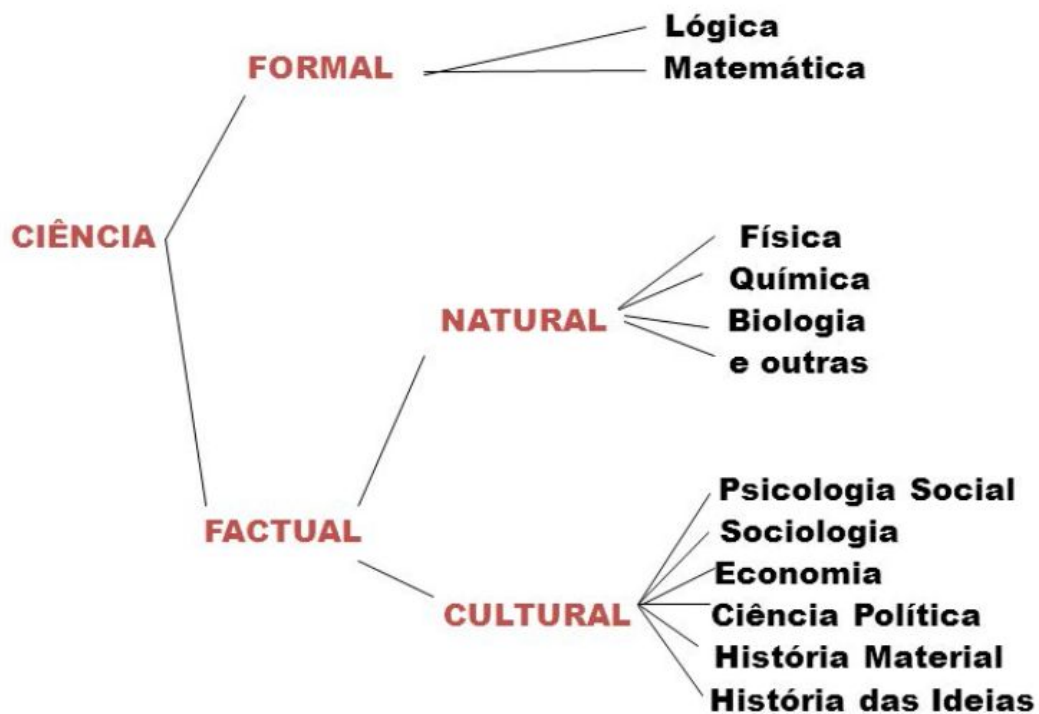 Lógica
FORMAL
Matemática
CIÊNCIA
Física
Química
NATURAL
Biologia
e outras
Psicologia Social
FACTUAL
Sociologia
Economia
CULTURAL
Ciência Política
História Material
História das Ideias